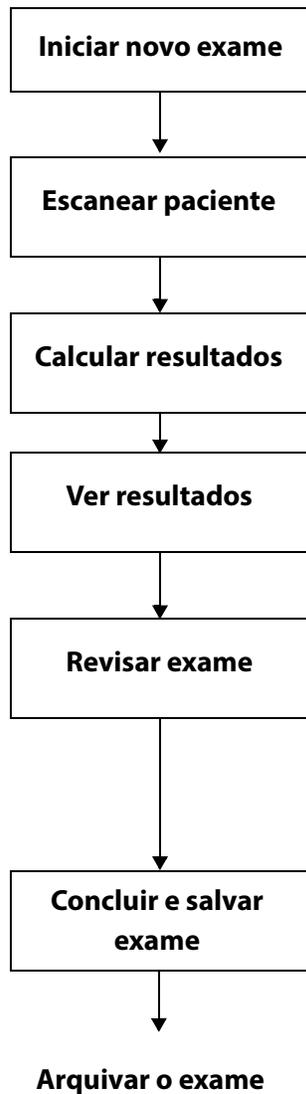 Iniciar novo exame
Escanear paciente
Calcular resultados
Ver resultados
Revisar exame
Concluir e salvar
exame
Arquivar o exame